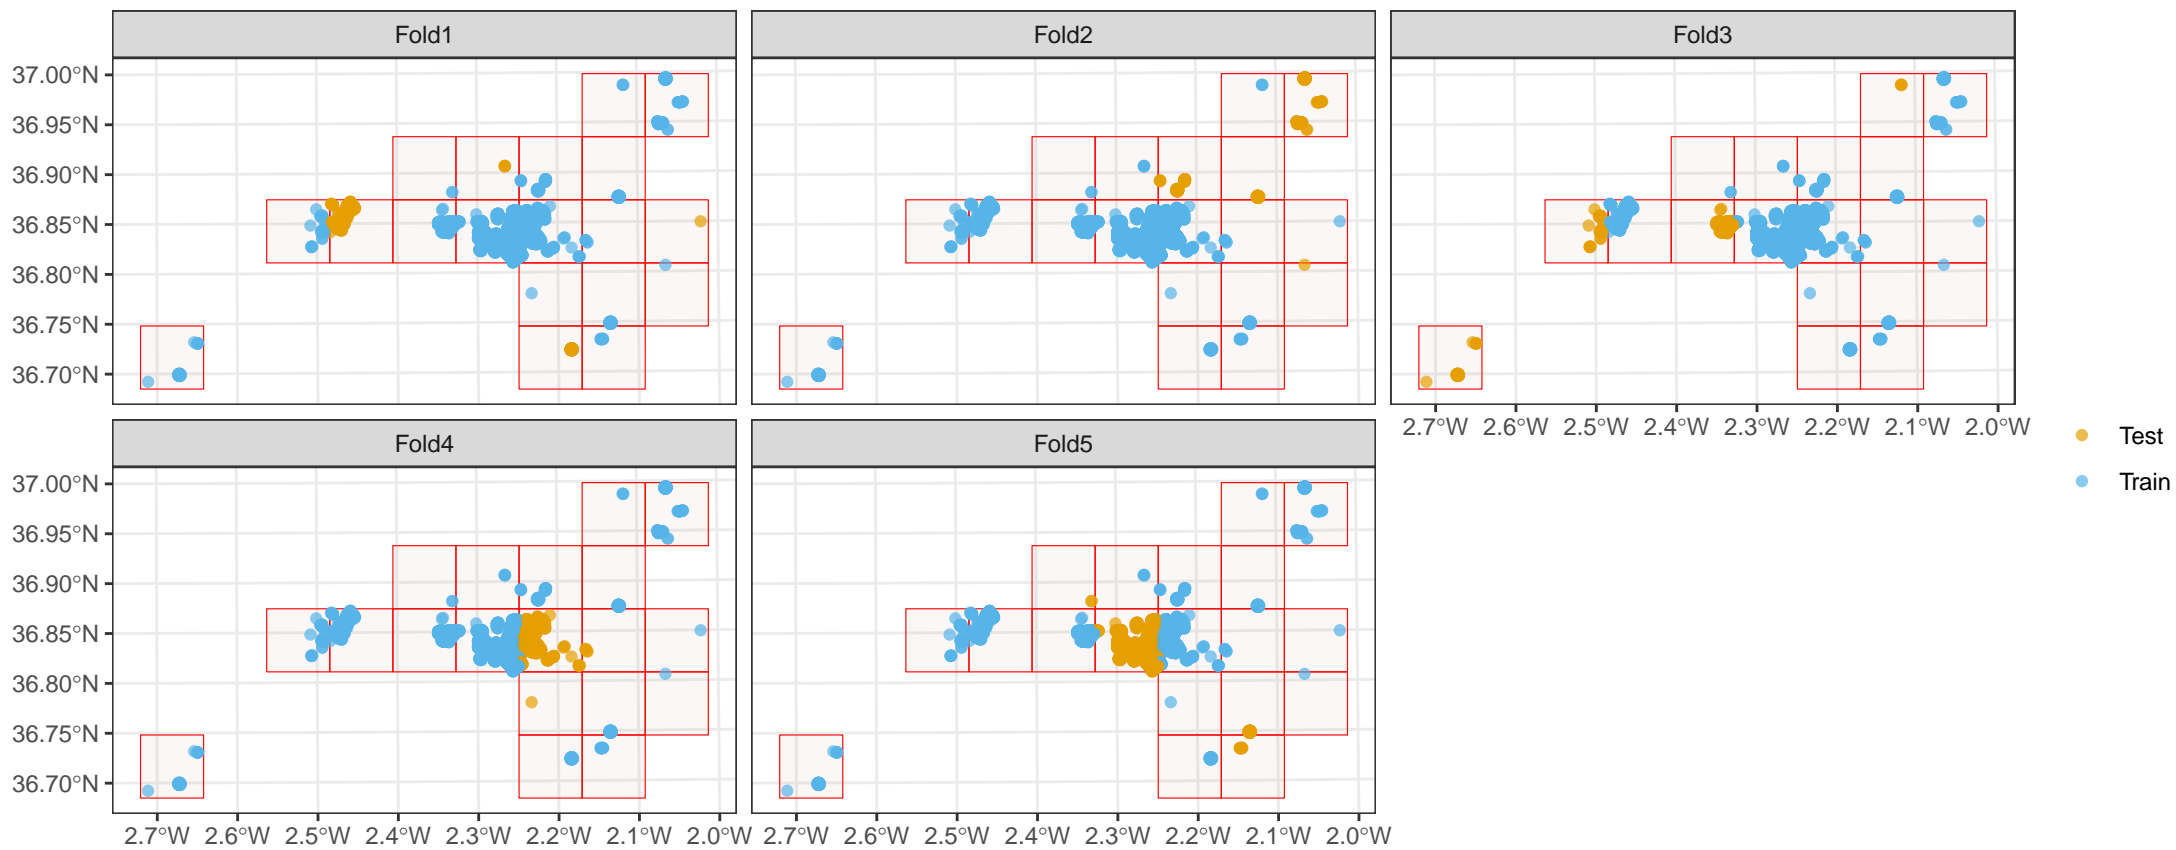 Fold1 Fold2 Fold3
37.00°N
36.95°N
36.90°N
36.85°N
36.80°N
36.75°N
36.70°N
2.7°W 2.6°W 2.5°W 2.4°W 2.3°W 2.2°W 2.1°W 2.0°W
Fold4 Fold5
37.00°N
36.95°N
36.90°N
36.85°N
36.80°N
36.75°N
36.70°N
2.7°W 2.6°W 2.5°W 2.4°W 2.3°W 2.2°W 2.1°W 2.0°W 2.7°W 2.6°W 2.5°W 2.4°W 2.3°W 2.2°W 2.1°W 2.0°W
Test
Train